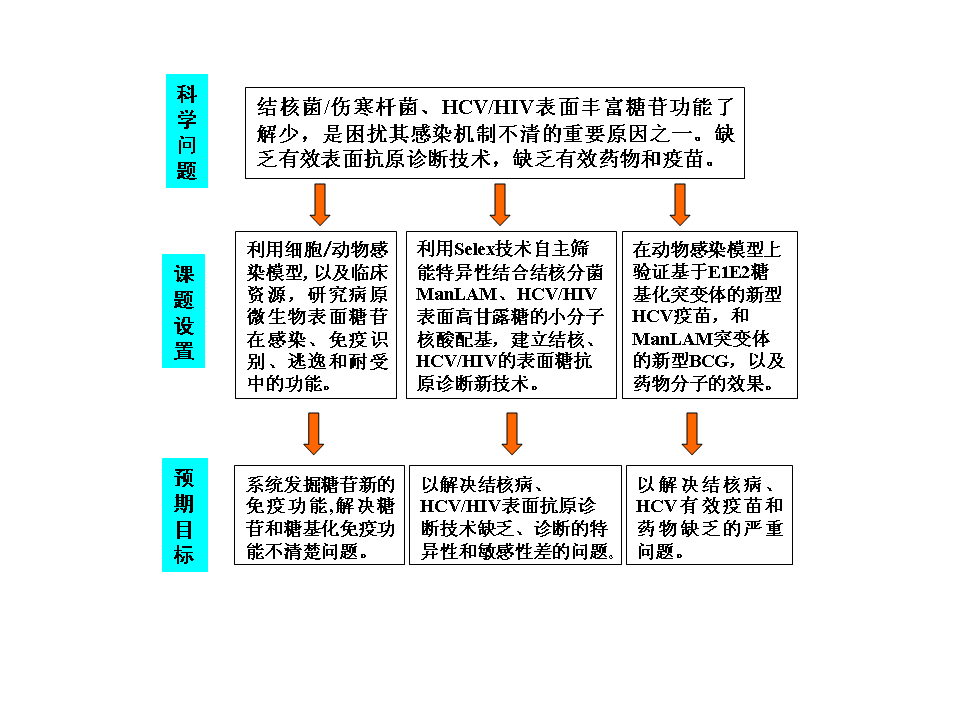 科
学
问
题
结核菌/伤寒杆菌、HCV/HIV表面丰富糖苷功能了
解少，是困扰其感染机制不清的重要原因之一。缺
乏有效表面抗原诊断技术，缺乏有效药物和疫苗。
课
题
设
置
利用细胞/动物感
染模型, 以及临床
资源，研究病原
微生物表面糖苷
在感染、免疫识
别、逃逸和耐受
中的功能。
利用Selex技术自主筛
能特异性结合结核分菌
ManLAM、HCV/HIV
表面高甘露糖的小分子
核酸配基，建立结核、
HCV/HIV的表面糖抗
原诊断新技术。
在动物感染模型上
验证基于E1E2糖
基化突变体的新型
HCV疫苗，和
ManLAM突变体
的新型BCG，以及
药物分子的效果。
预
期
目
标
系统发掘糖苷新的
免疫功能,解决糖
苷和糖基化免疫功
能不清楚问题。
以解决结核病、
HCV/HIV表面抗原诊
断技术缺乏、诊断的特
异性和敏感性差的问题。
以解决结核病、
HCV有效疫苗和
药物缺乏的严重
问题。